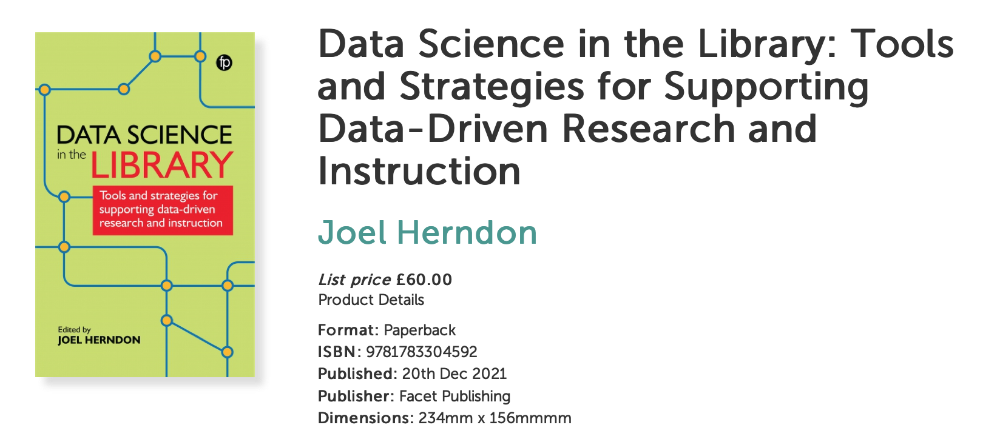 fp
DATA SCIENCE
in the LIBRARY
Tools and strategies for
supporting data-driven
research and instruction
Edited by
JOEL HERNDON
Data Science in the Library: Tools
and Strategies for Supporting
Data-Driven Research and
Instruction
Joel Herndon
List price £60.00
Product Details
Format: Paperback
ISBN: 9781783304592
Published: 20th Dec 2021
Publisher: Facet Publishing
Dimensions: 234mm x 156mmmm